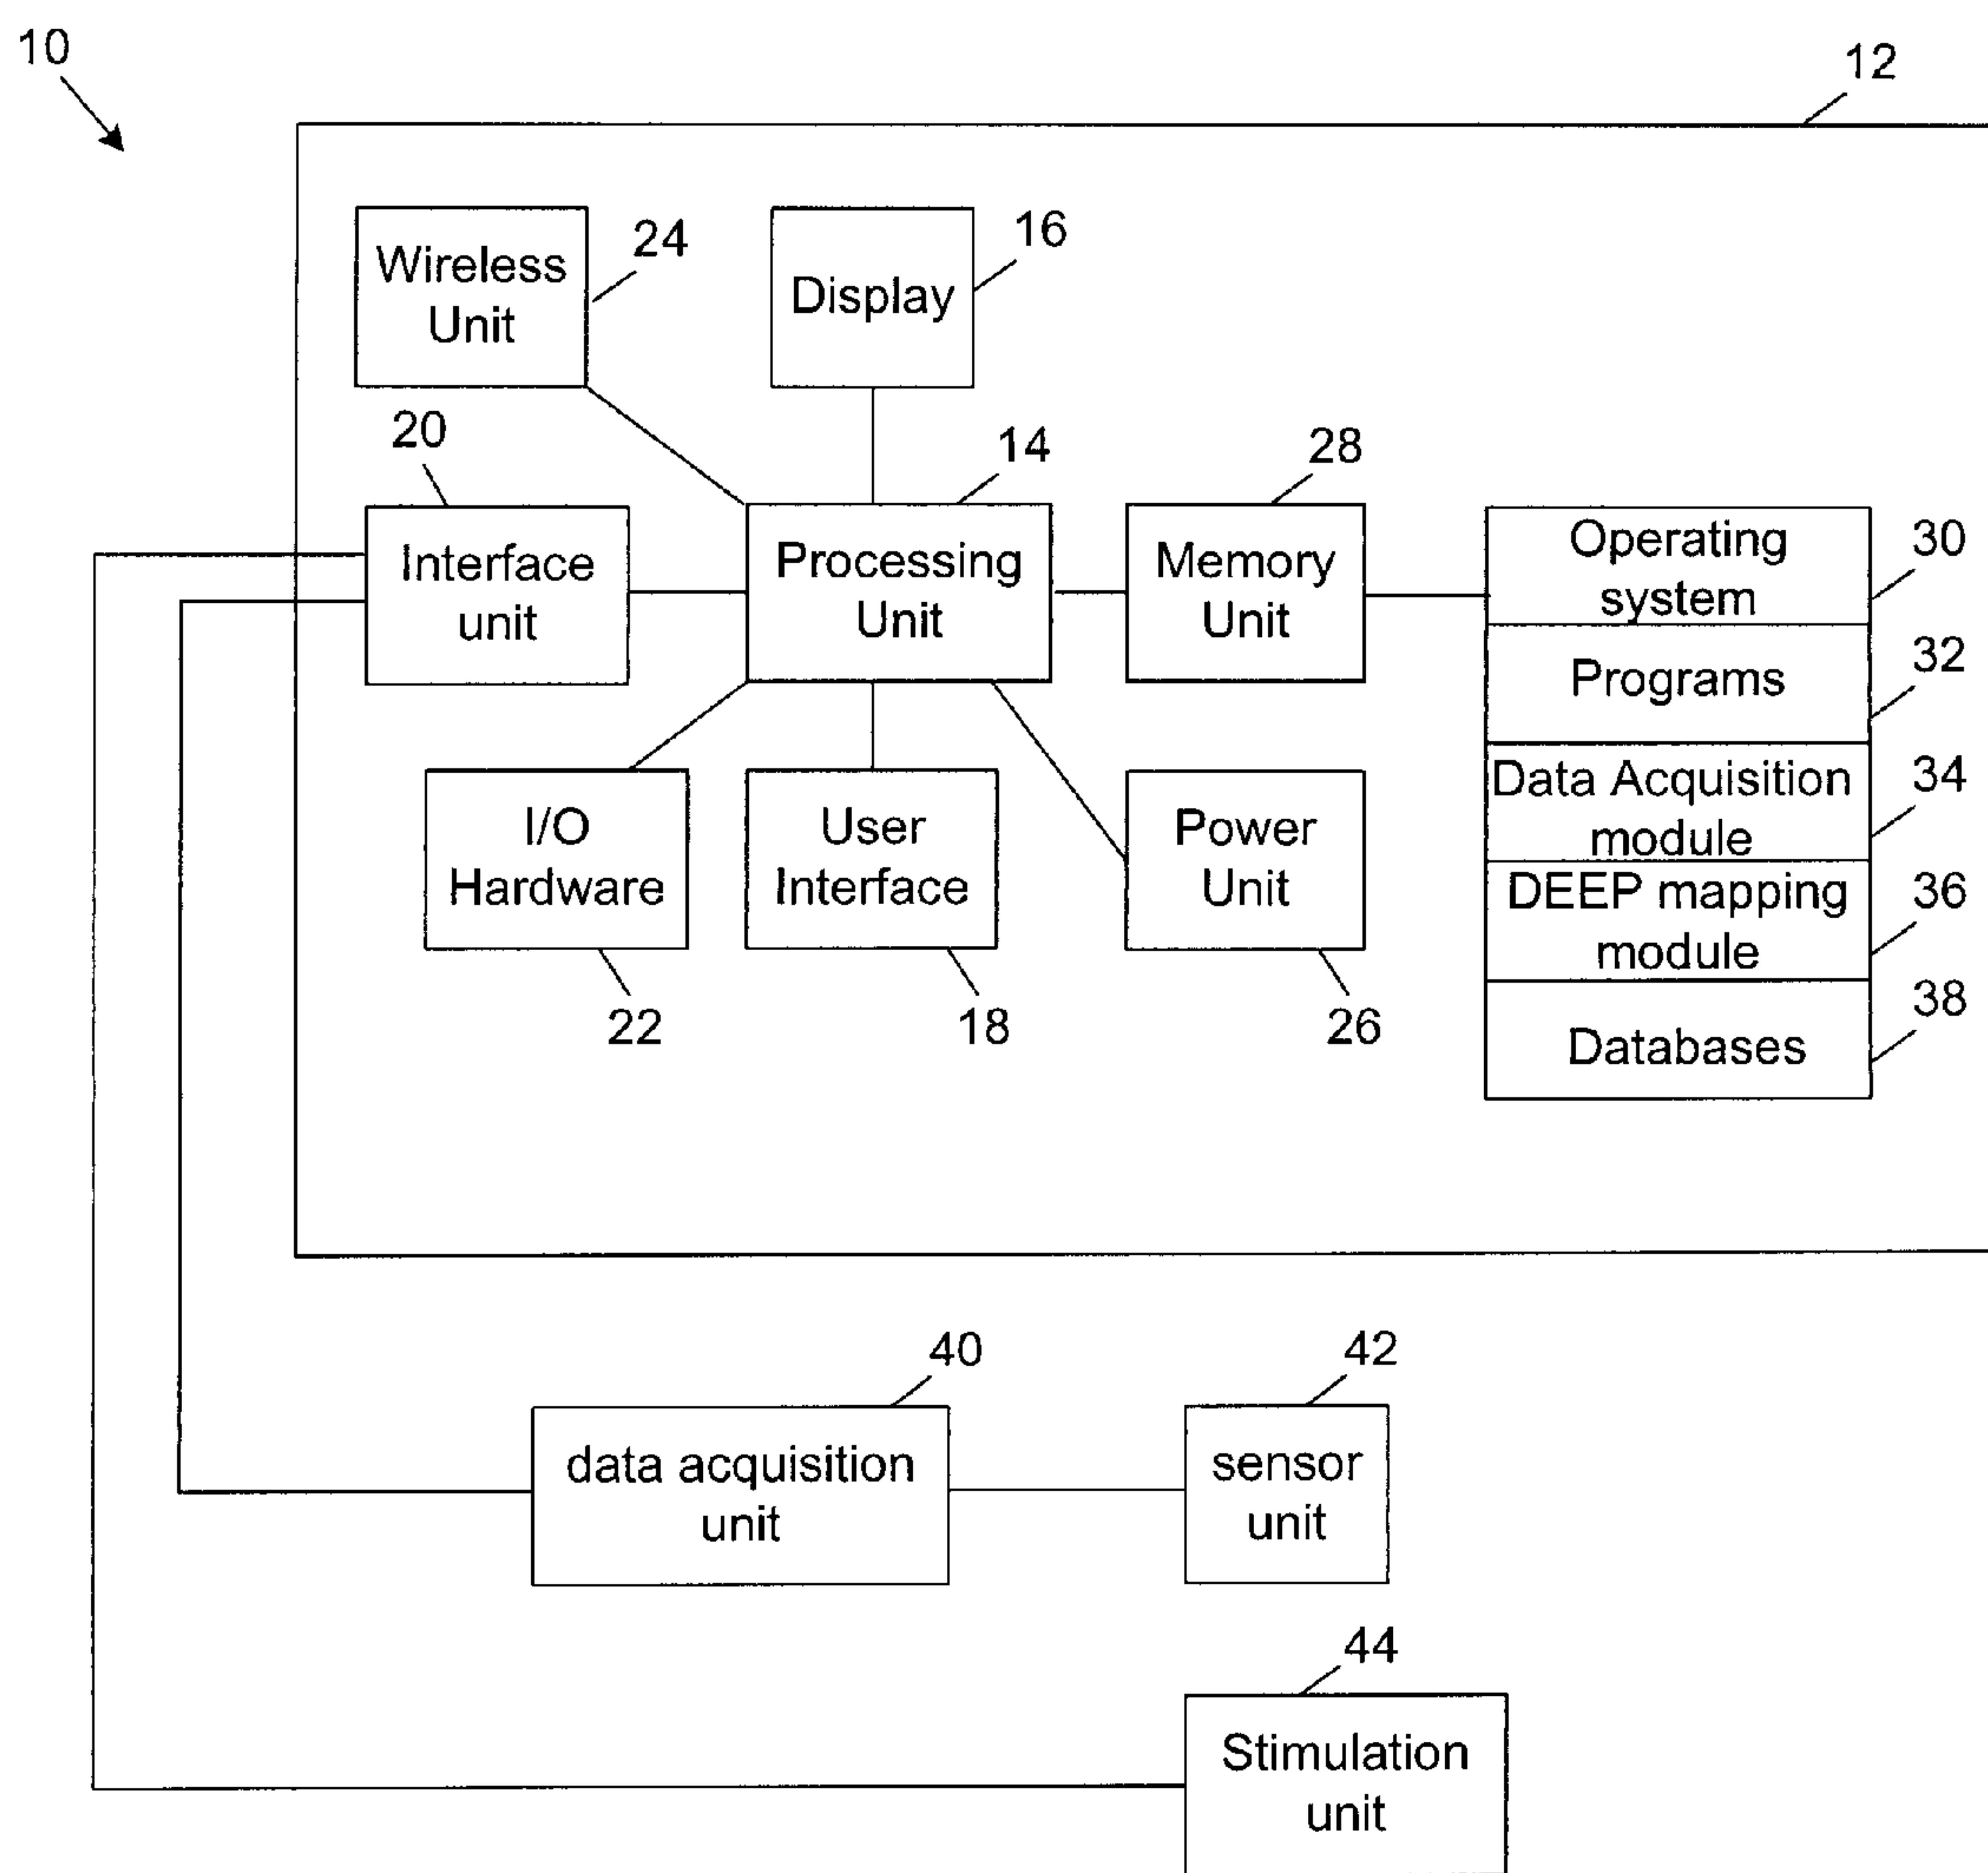 10
12
Wireless
Unit
24
Display
16
20
14
28
Interface
unit
Processing
Unit
Memory
Unit
Operating
system
30
Programs
32
Data Acquisition
module
34
DEEP mapping
module
36
Databases
38
I/O
Hardware
22
User
Interface
18
Power
Unit
26
40
data acquisition
unit
42
sensor
unit
44
Stimulation
unit